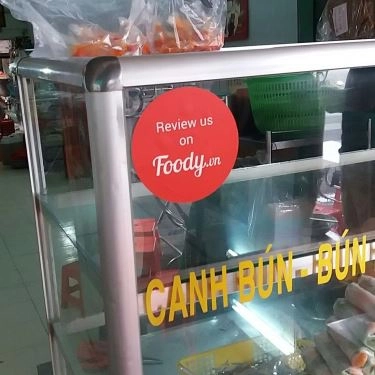 Review us
on
Foody.vn
CANH BÚN - BÚN